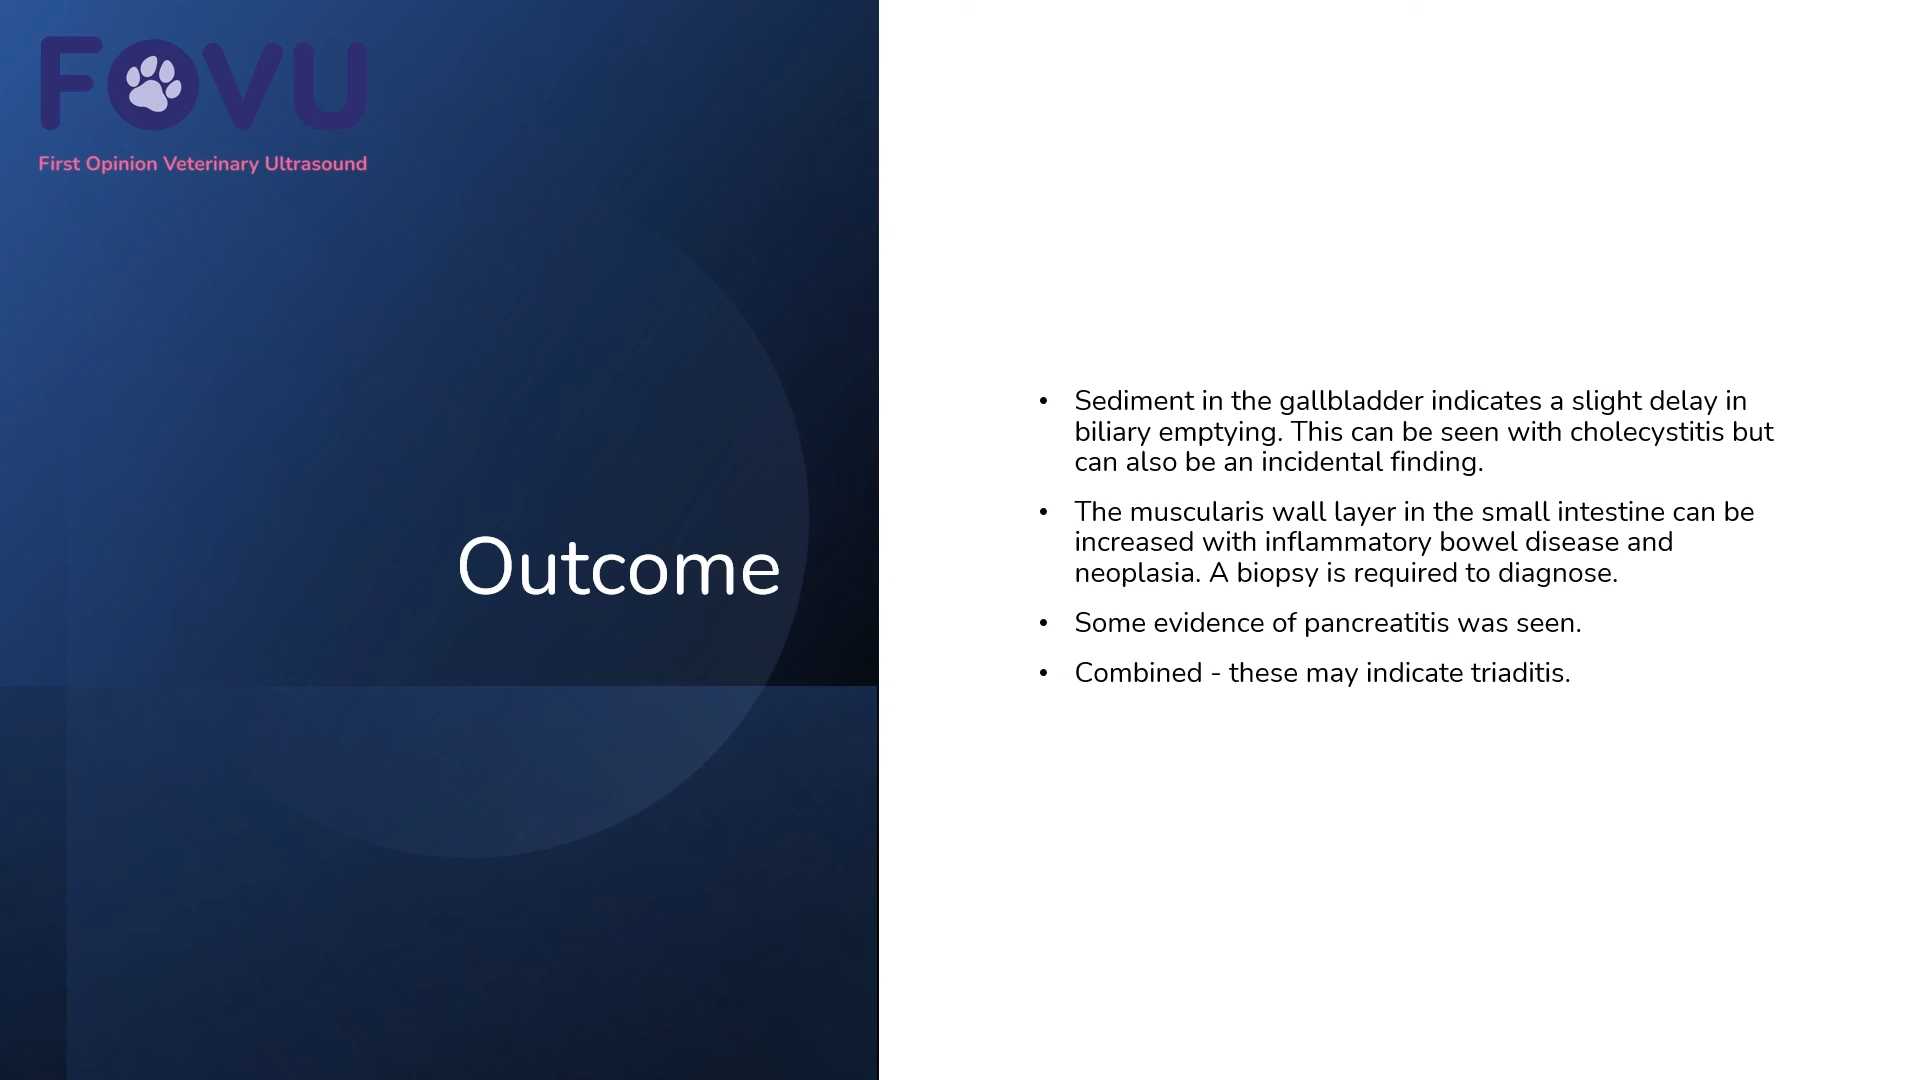 FOVU
First Opinion Veterinary Ultrasound
Outcome
• Sediment in the gallbladder indicates a slight delay in
biliary emptying. This can be seen with cholecystitis but
can also be an incidental finding.
• The muscularis wall layer in the small intestine can be
increased with inflammatory bowel disease and
neoplasia. A biopsy is required to diagnose.
• Some evidence of pancreatitis was seen.
• Combined - these may indicate triaditis.